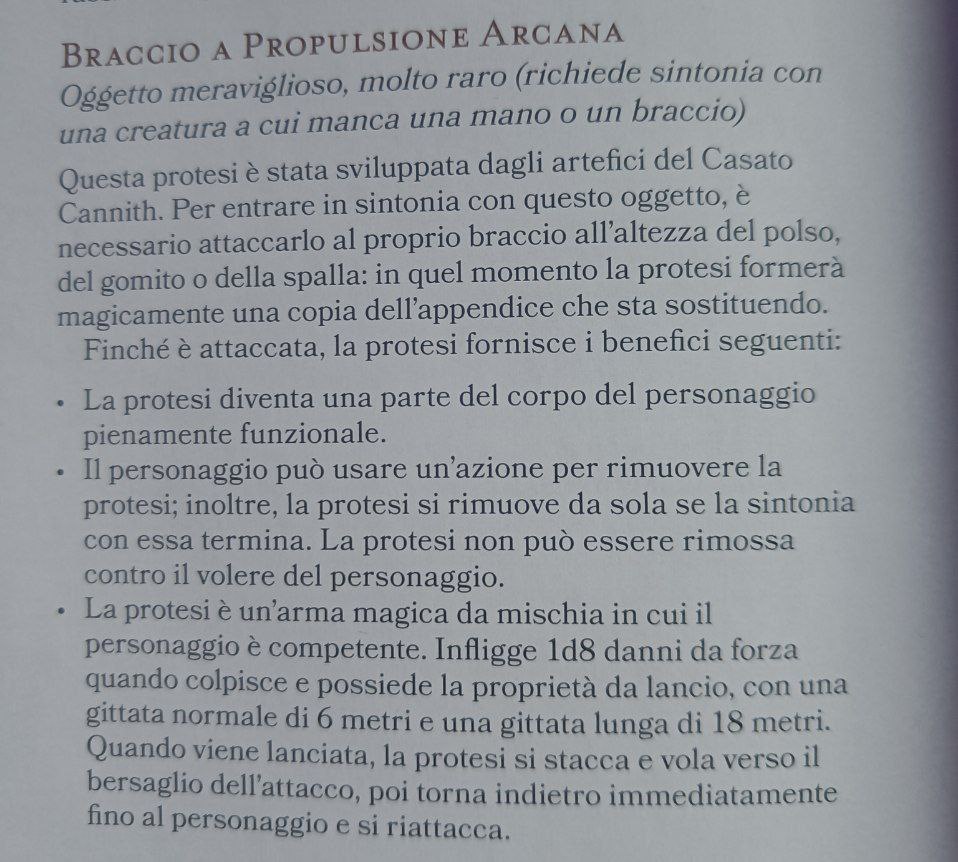 BRACCIO A PROPULSIONE ARCANA
Oggetto meraviglioso, molto raro (richiede sintonia con
una creatura a cui manca una mano o un braccio)
Questa protesi è stata sviluppata dagli artefici del Casato
Cannith. Per entrare in sintonia con questo oggetto, è
necessario attaccarlo al proprio braccio all'altezza del polso,
del gomito o della spalla: in quel momento la protesi formerà
magicamente una copia dell'appendice che sta sostituendo.
Finché è attaccata, la protesi fornisce i benefici seguenti:
• La protesi diventa una parte del corpo del personaggio
pienamente funzionale.
• Il personaggio può usare un'azione per rimuovere la
protesi; inoltre, la protesi si rimuove da sola se la sintonia
con essa termina. La protesi non può essere rimossa
contro il volere del personaggio.
• La protesi è un'arma magica da mischia in cui il
personaggio è competente. Infligge 1d8 danni da forza
quando colpisce e possiede la proprietà da lancio, con una
gittata normale di 6 metri e una gittata lunga di 18 metri.
Quando viene lanciata, la protesi si stacca e vola verso il
bersaglio dell'attacco, poi torna indietro immediatamente
fino al personaggio e si riattacca.